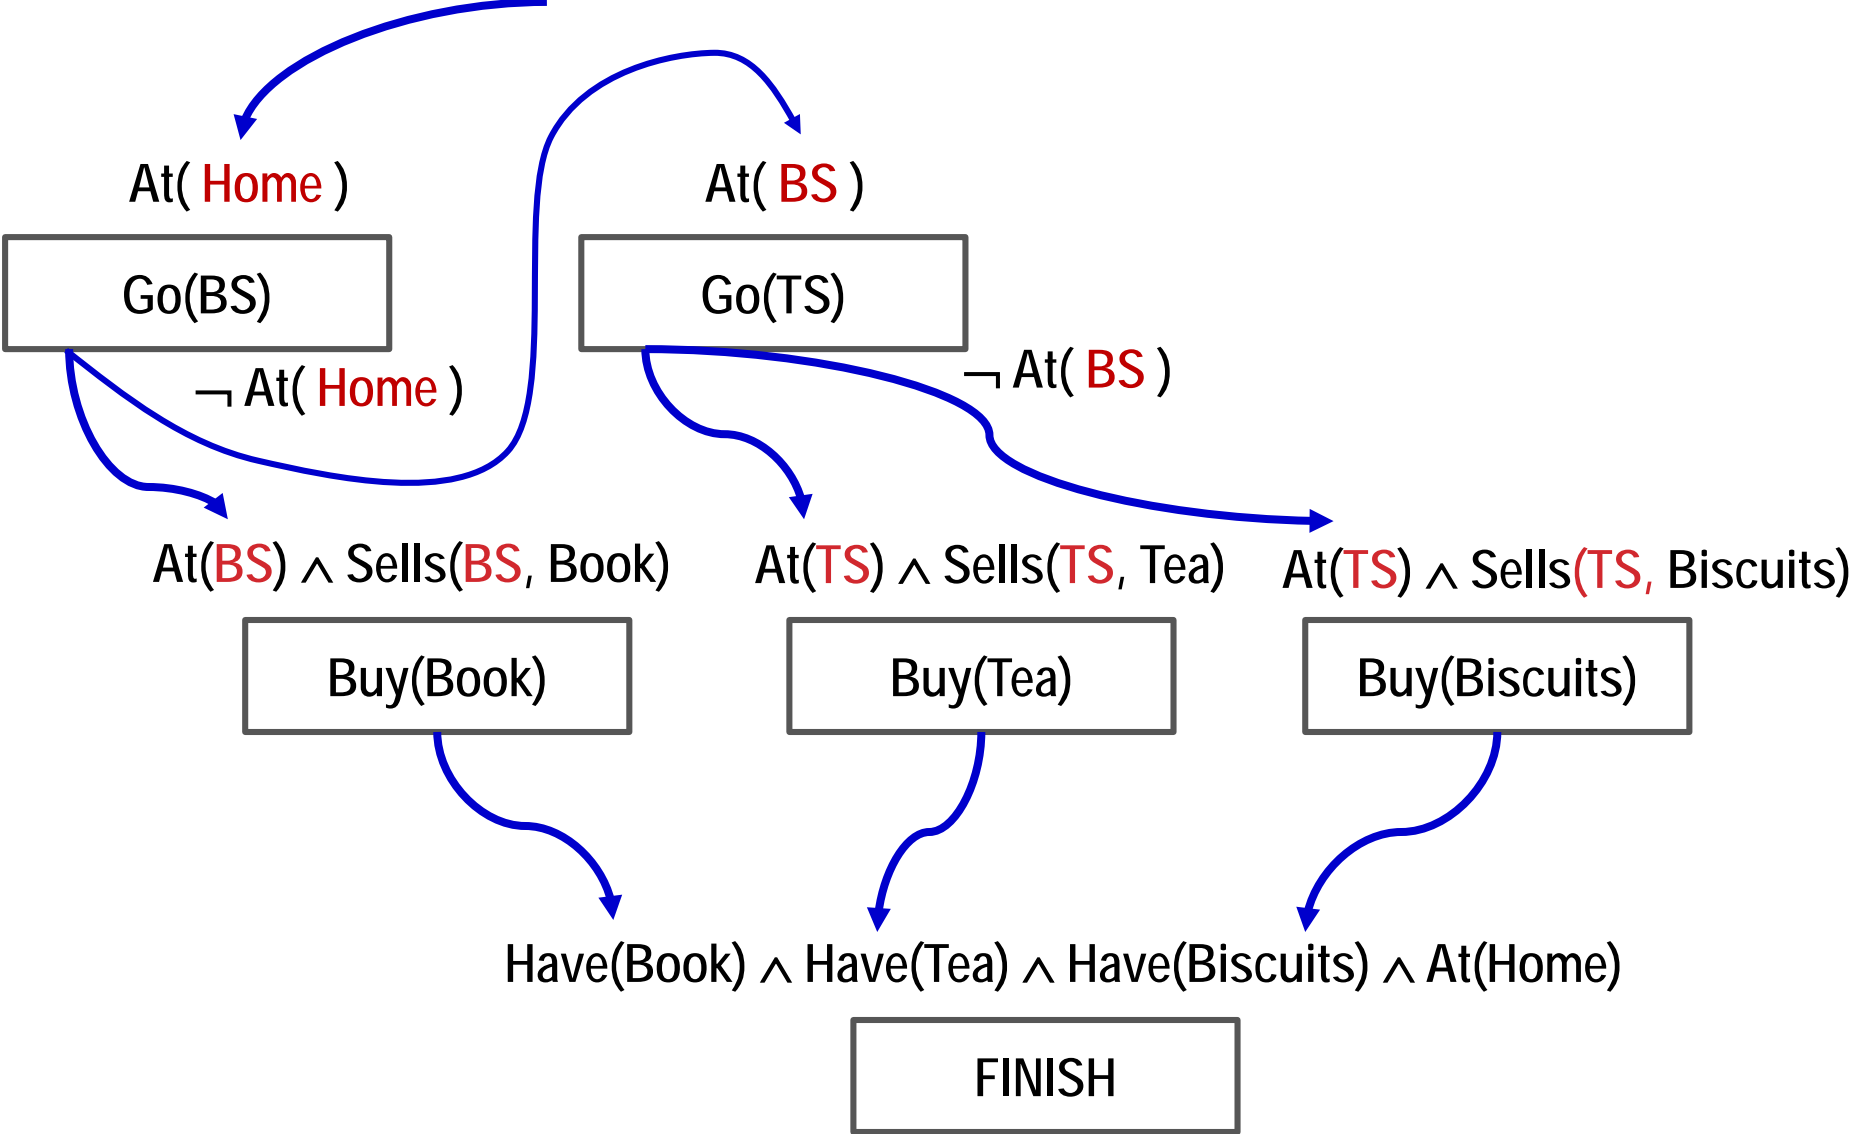 At( Home ) At( BS )
Go(BS) Go(TS)
¬ At( Home ) ¬ At( BS )
At(BS) ∧ Sells(BS, Book) At(TS) ∧ Sells(TS, Tea) At(TS) ∧ Sells(TS, Biscuits)
Buy(Book) Buy(Tea) Buy(Biscuits)
Have(Book) ∧ Have(Tea) ∧ Have(Biscuits) ∧ At(Home)
FINISH